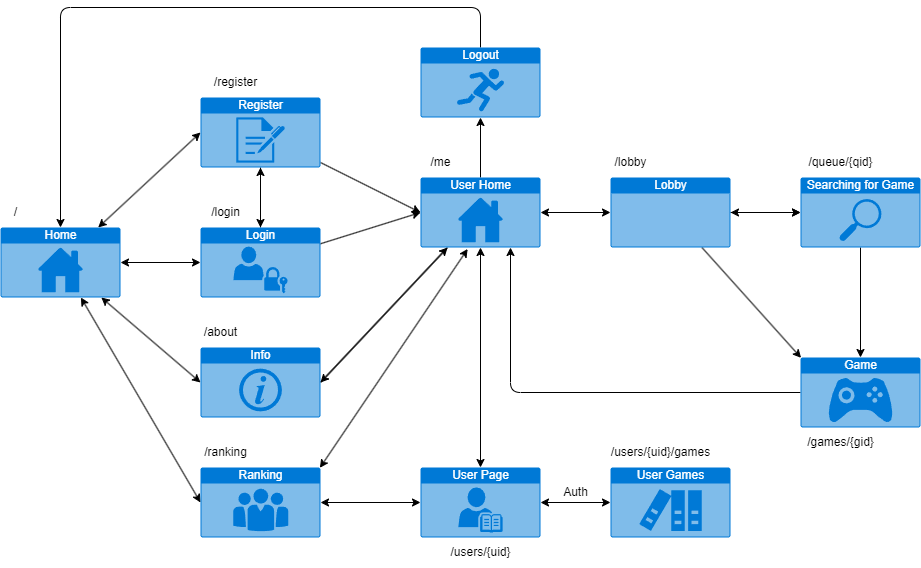 Logout
/register
Register
/me
/lobby
/queue/{qid}
User Home
Lobby
Searching for Game
/
/login
Home
Login
/about
Info
Game
/games/{gid}
/ranking
/users/{uid}/games
Ranking
User Page
User Games
Auth
/users/{uid}